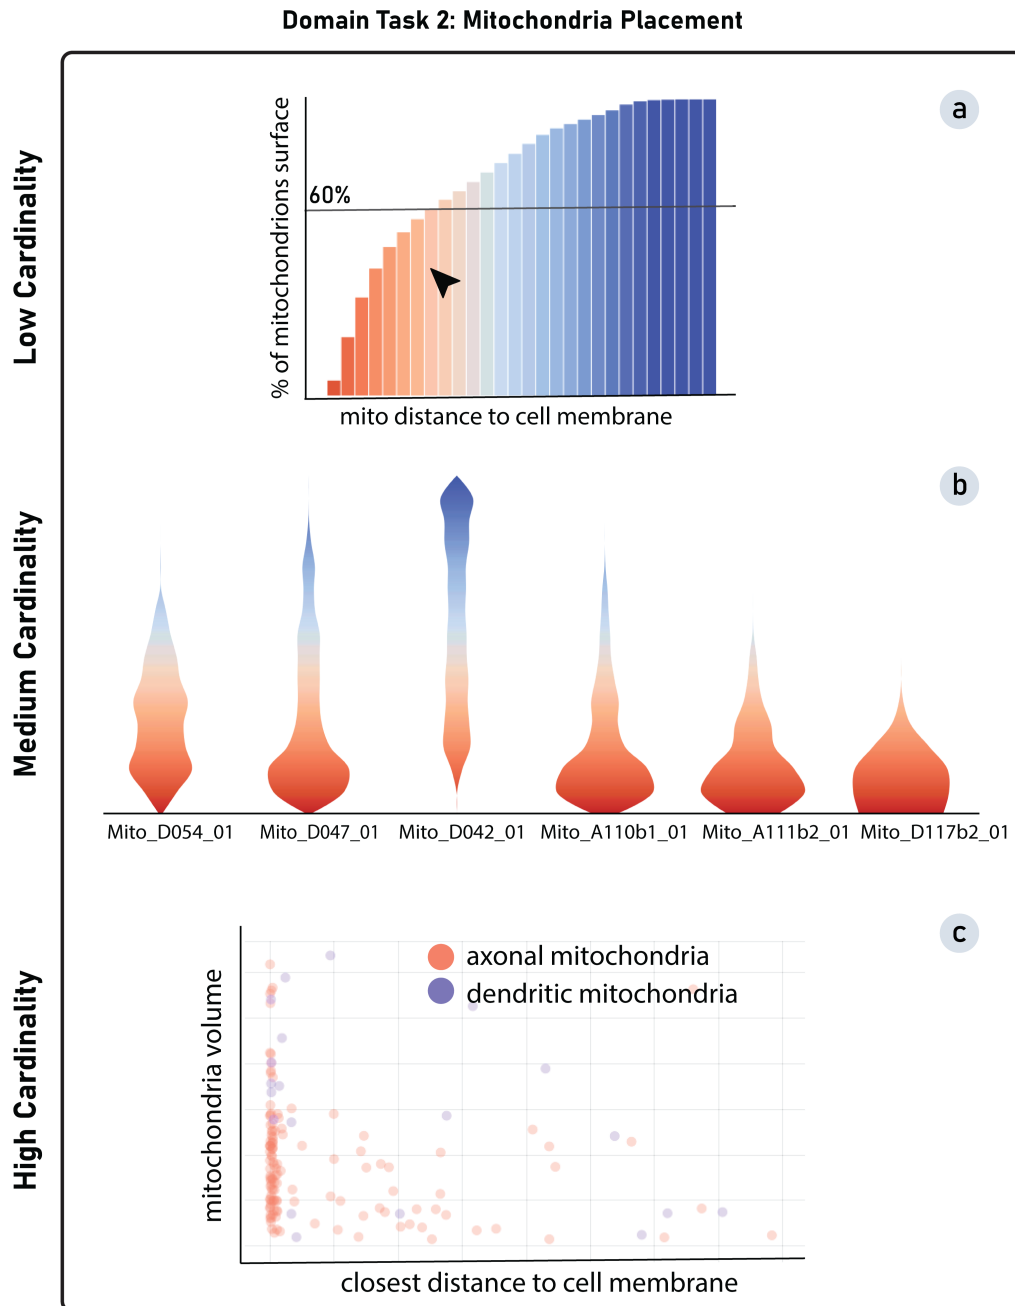 Domain Task 2: Mitochondria Placement
Low Cardinality
a
% of mitochondrions surface
60%
mito distance to cell membrane
Medium Cardinality
b
Mito_D054_01
Mito_D047_01
Mito_D042_01
Mito_A110b1_01
Mito_A111b2_01
Mito_D117b2_01
High Cardinality
c
mitochondria volume
axonal mitochondria
dendritic mitochondria
closest distance to cell membrane